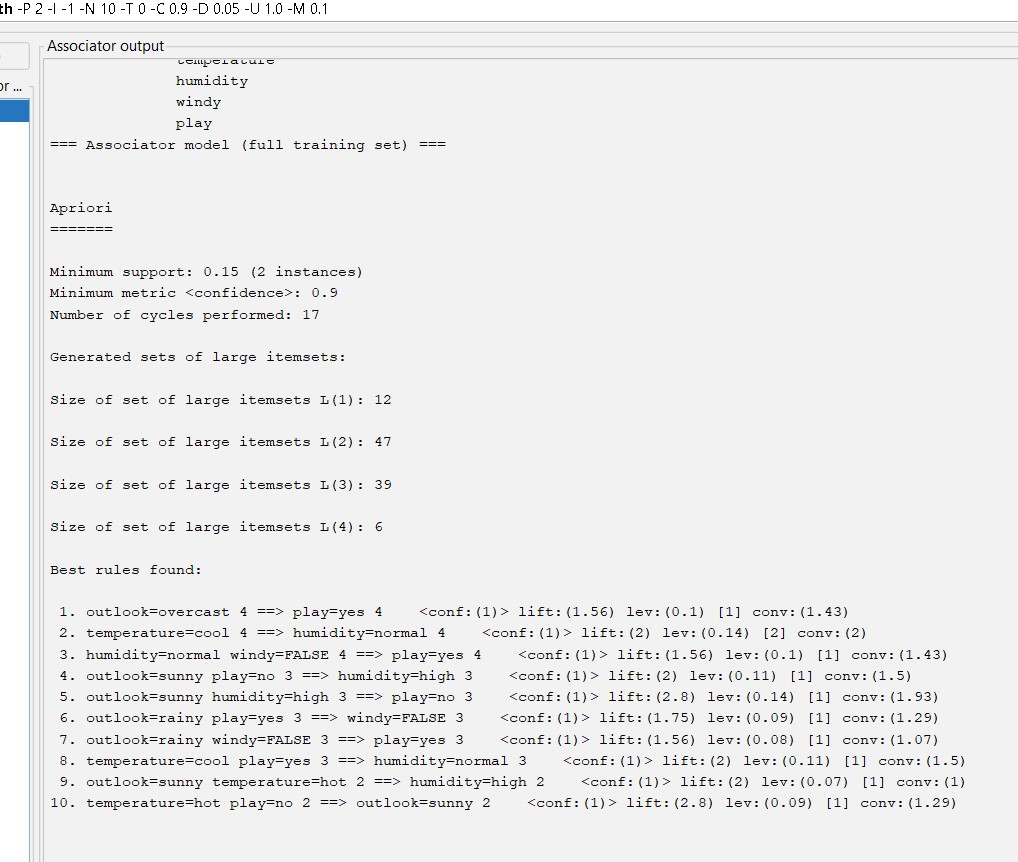 th -P 2 -I -1 -N 10 -T 0 -C 0.9 -D 0.05 -U 1.0 -M 0.1
Associator output
or ...
temperature
humidity
windy
play
=== Associator model (full training set) ===
Apriori
=======
Minimum support: 0.15 (2 instances)
Minimum metric <confidence>: 0.9
Number of cycles performed: 17
Generated sets of large itemsets:
Size of set of large itemsets L(1): 12
Size of set of large itemsets L(2): 47
Size of set of large itemsets L(3): 39
Size of set of large itemsets L(4): 6
Best rules found:
1. outlook=overcast 4 ==> play=yes 4 <conf:(1)> lift:(1.56) lev:(0.1) [1] conv:(1.43)
2. temperature=cool 4 ==> humidity=normal 4 <conf:(1)> lift:(2) lev:(0.14) [2] conv:(2)
3. humidity=normal windy=FALSE 4 ==> play=yes 4 <conf:(1)> lift:(1.56) lev:(0.1) [1] conv:(1.43)
4. outlook=sunny play=no 3 ==> humidity=high 3 <conf:(1)> lift:(2) lev:(0.11) [1] conv:(1.5)
5. outlook=sunny humidity=high 3 ==> play=no 3 <conf:(1)> lift:(2.8) lev:(0.14) [1] conv:(1.93)
6. outlook=rainy play=yes 3 ==> windy=FALSE 3 <conf:(1)> lift:(1.75) lev:(0.09) [1] conv:(1.29)
7. outlook=rainy windy=FALSE 3 ==> play=yes 3 <conf:(1)> lift:(1.56) lev:(0.08) [1] conv:(1.07)
8. temperature=cool play=yes 3 ==> humidity=normal 3 <conf:(1)> lift:(2) lev:(0.11) [1] conv:(1.5)
9. outlook=sunny temperature=hot 2 ==> humidity=high 2 <conf:(1)> lift:(2) lev:(0.07) [1] conv:(1)
10. temperature=hot play=no 2 ==> outlook=sunny 2 <conf:(1)> lift:(2.8) lev:(0.09) [1] conv:(1.29)